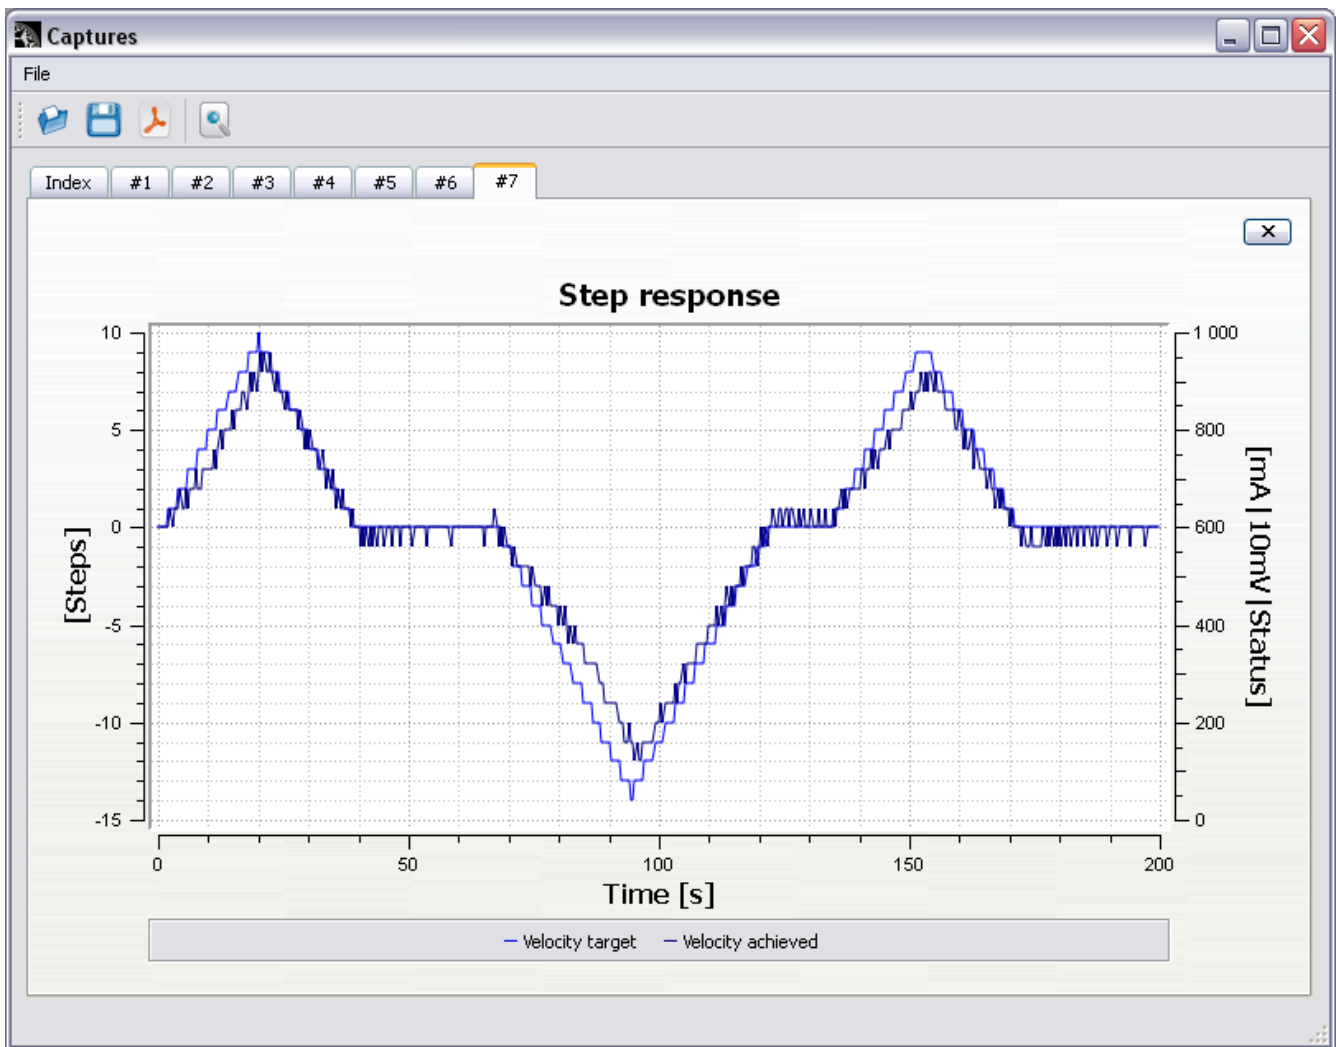 Captures
File
Index #1 #2 #3 #4 #5 #6 #7
x
Step response
10
5
0
-5
-10
-15
[Steps]
1 000
800
600
400
200
0
[mA|10mV|Status]
0 50 100 150 200
Time [s]
Velocity target Velocity achieved